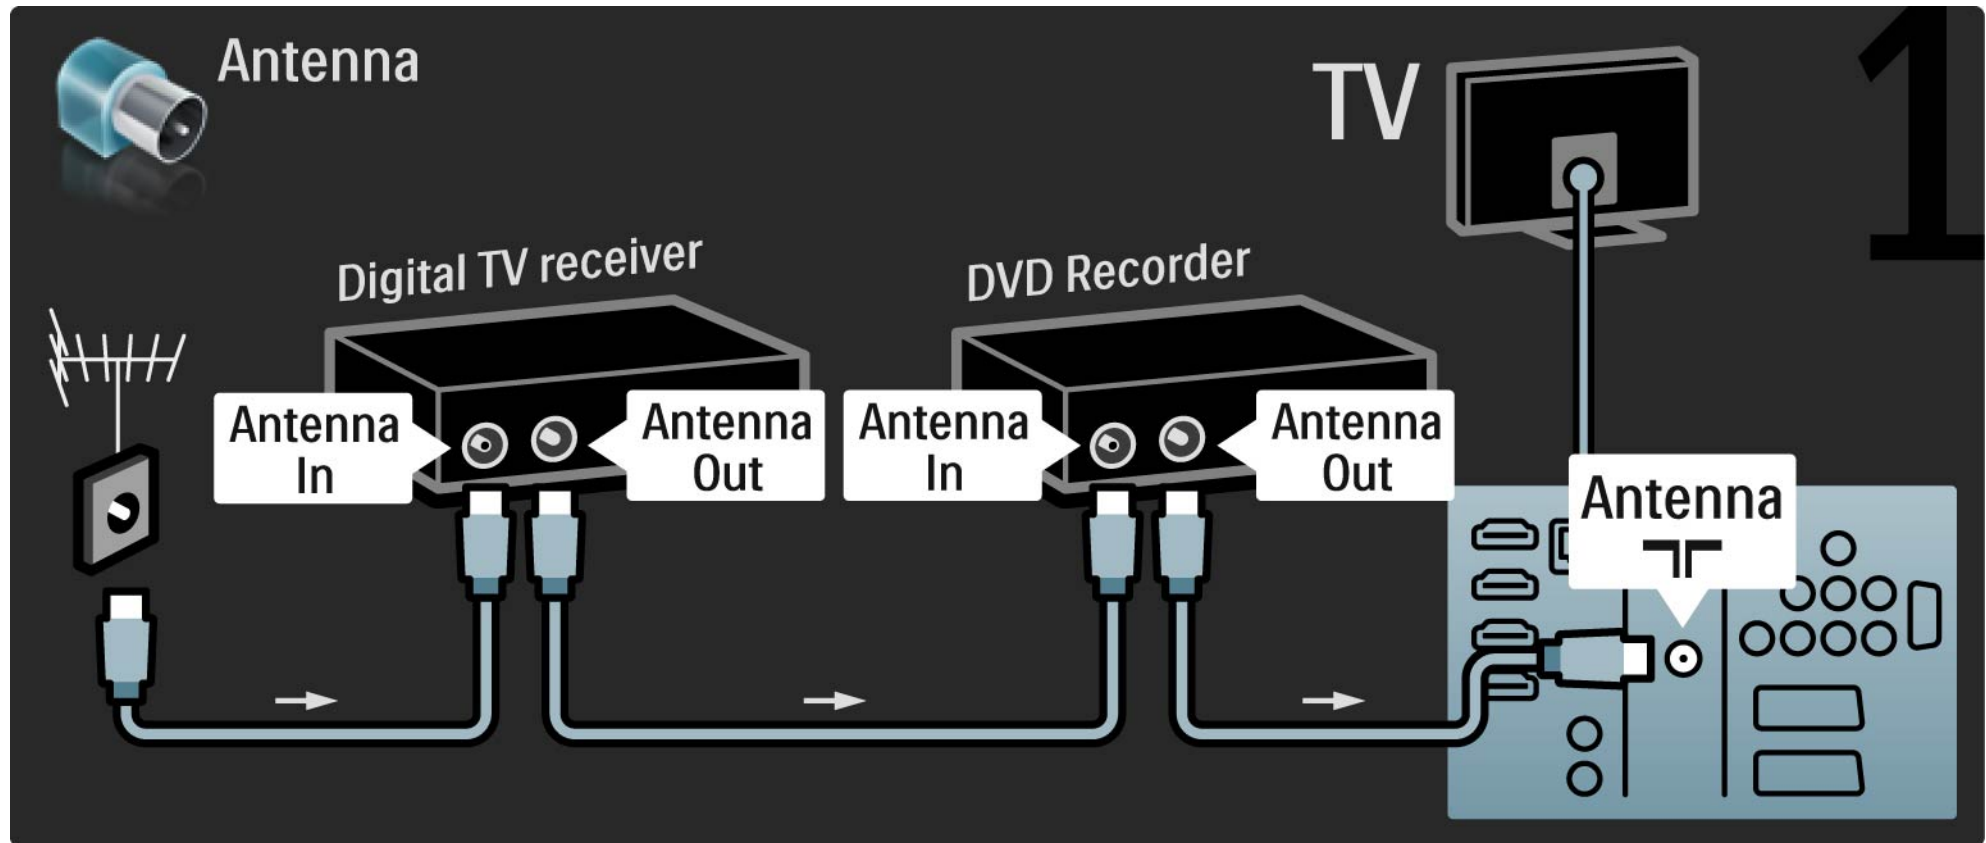 Antenna
TV
1
Digital TV receiver
DVD Recorder
Antenna
In
Antenna
Out
Antenna
In
Antenna
Out
Antenna